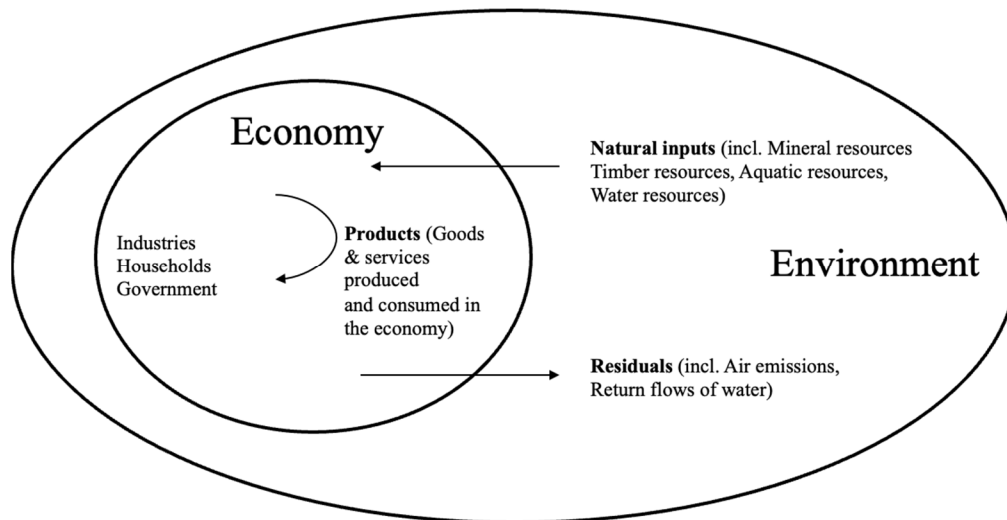 Economy
Natural inputs (incl. Mineral resources
Timber resources, Aquatic resources,
Water resources)
Industries
Households
Government
Products (Goods
& services
produced
and consumed in
the economy)
Environment
Residuals (incl. Air emissions,
Return flows of water)